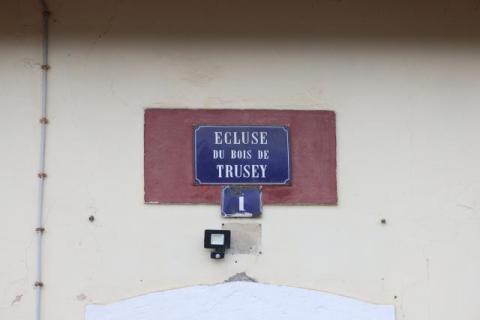 ECLUSE
DU BOIS DE
TRUSEY
1